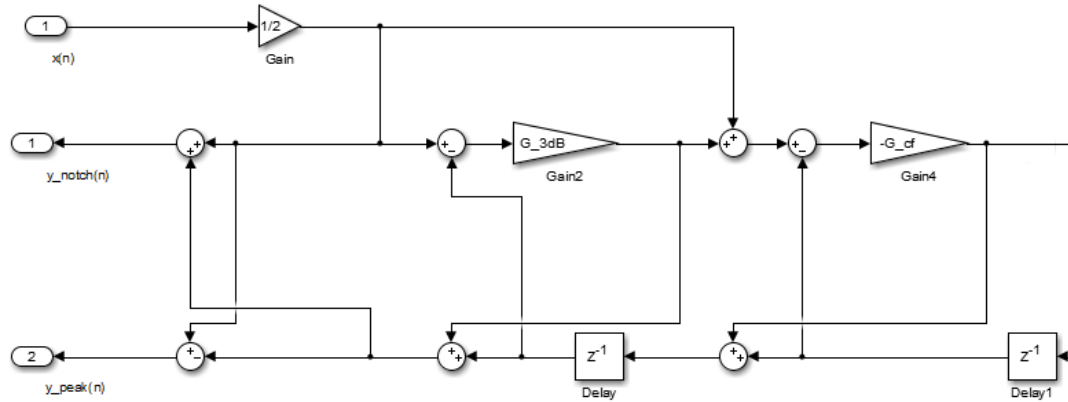 1
x(n)
1/2
Gain
1
y_notch(n)
+
+
+
−
G_3dB
Gain2
+
+
+
−
-G_cf
Gain4
2
y_peak(n)
+
−
+
+
z-1
Delay
+
+
z-1
Delay1